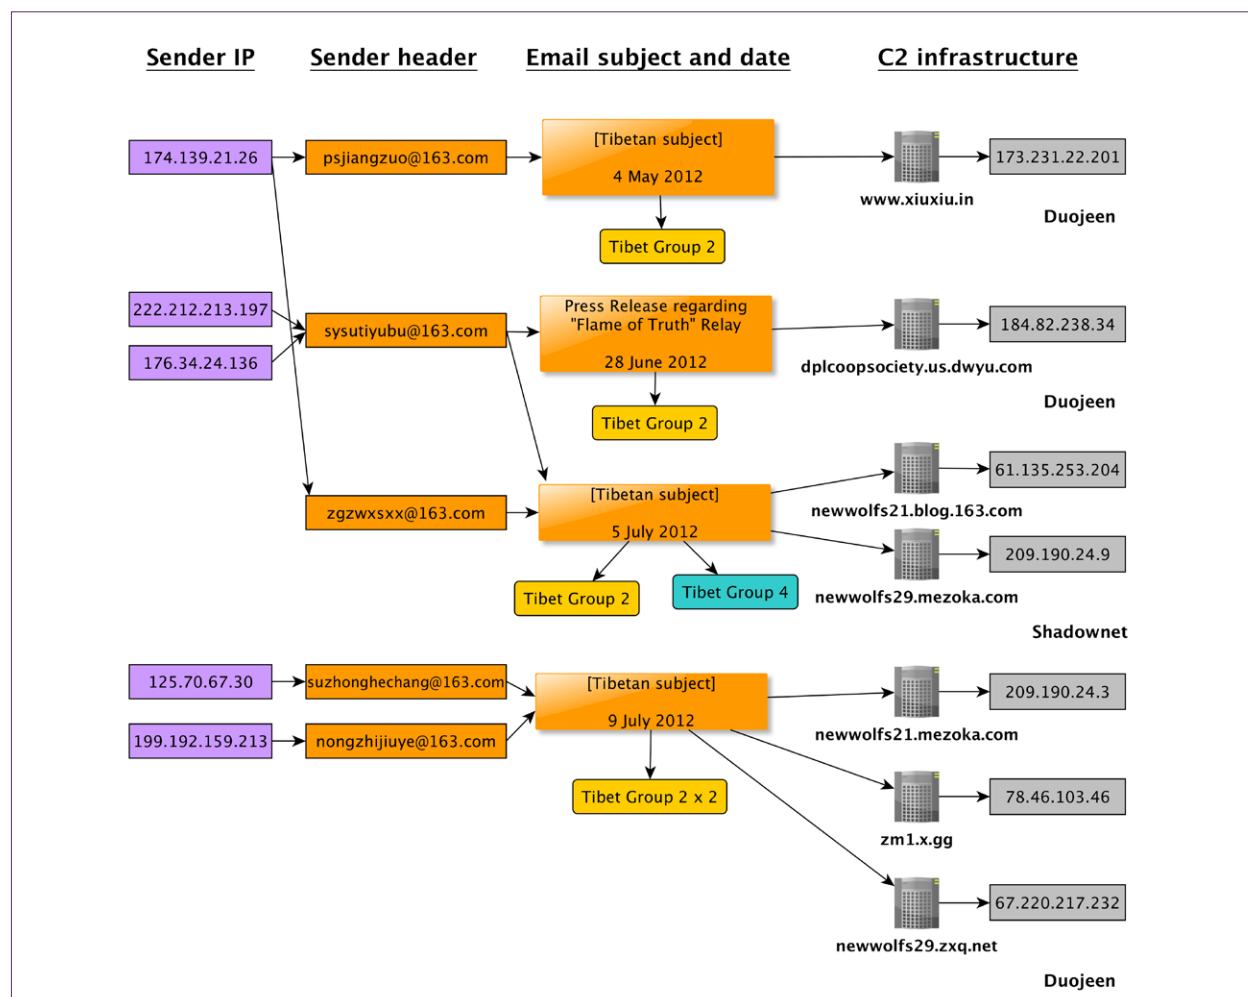 Sender IP
Sender header
Email subject and date
C2 infrastructure
174.139.21.26
psjiangzuo@163.com
[Tibetan subject]
4 May 2012
www.xiuxiu.in
173.231.22.201
Duojeen
Tibet Group 2
222.212.213.197
176.34.24.136
sysutiyubu@163.com
Press Release regarding
"Flame of Truth" Relay
28 June 2012
184.82.238.34
dplcoopsociety.us.dwyu.com
Duojeen
Tibet Group 2
zgzwxsxx@163.com
[Tibetan subject]
5 July 2012
61.135.253.204
newwolfs21.blog.163.com
209.190.24.9
newwolfs29.mezoka.com
Tibet Group 2
Tibet Group 4
Shadownet
125.70.67.30
suzhonghechang@163.com
199.192.159.213
nongzhijiuye@163.com
[Tibetan subject]
9 July 2012
209.190.24.3
newwolfs21.mezoka.com
Tibet Group 2 x 2
78.46.103.46
zm1.x.gg
67.220.217.232
newwolfs29.zxq.net
Duojeen